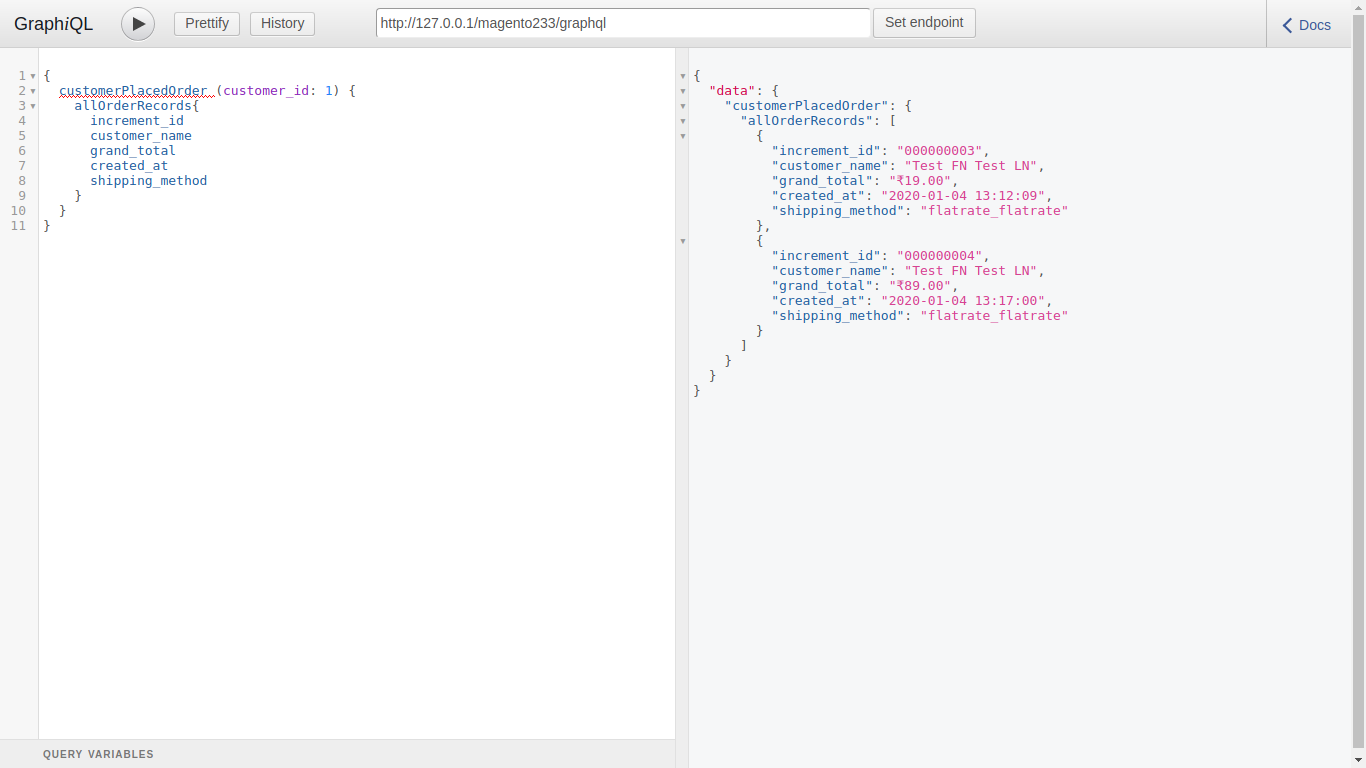 GraphiQL
Prettify
History
http://127.0.0.1/magento233/graphql
Set endpoint
Docs
1 {
2   customerPlacedOrder (customer_id: 1) {
3     allOrderRecords{
4       increment_id
5       customer_name
6       grand_total
7       created_at
8       shipping_method
9     }
10   }
11 }
QUERY VARIABLES
{
  "data": {
    "customerPlacedOrder": {
      "allOrderRecords": [
        {
          "increment_id": "000000003",
          "customer_name": "Test FN Test LN",
          "grand_total": "₹19.00",
          "created_at": "2020-01-04 13:12:09",
          "shipping_method": "flatrate_flatrate"
        },
        {
          "increment_id": "000000004",
          "customer_name": "Test FN Test LN",
          "grand_total": "₹89.00",
          "created_at": "2020-01-04 13:17:00",
          "shipping_method": "flatrate_flatrate"
        }
      ]
    }
  }
}